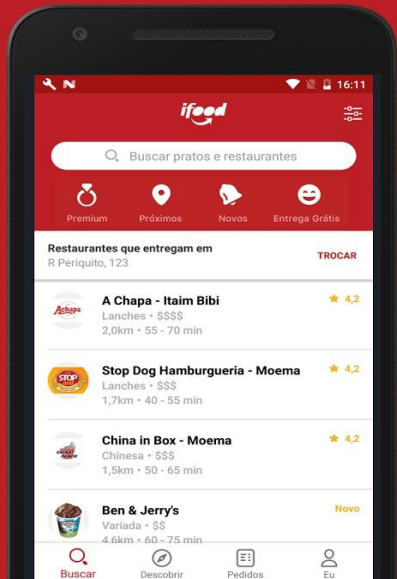 16:11
ifood
Buscar pratos e restaurantes
Premium
Próximos
Novos
Entrega Grátis
Restaurantes que entregam em
R Periquito, 123
TROCAR
Achapa
A Chapa - Itaim Bibi
4,2
Lanches • $$$$
2,0km • 55 - 70 min
STOP
Stop Dog Hamburgueria - Moema
4,2
Lanches • $$$
1,7km • 40 - 55 min
China in Box - Moema
4,2
Chinesa • $$$
1,5km • 50 - 65 min
Ben & Jerry's
Novo
Variada • $$
4,6km • 60 - 75 min
Buscar
Descobrir
Pedidos
Eu